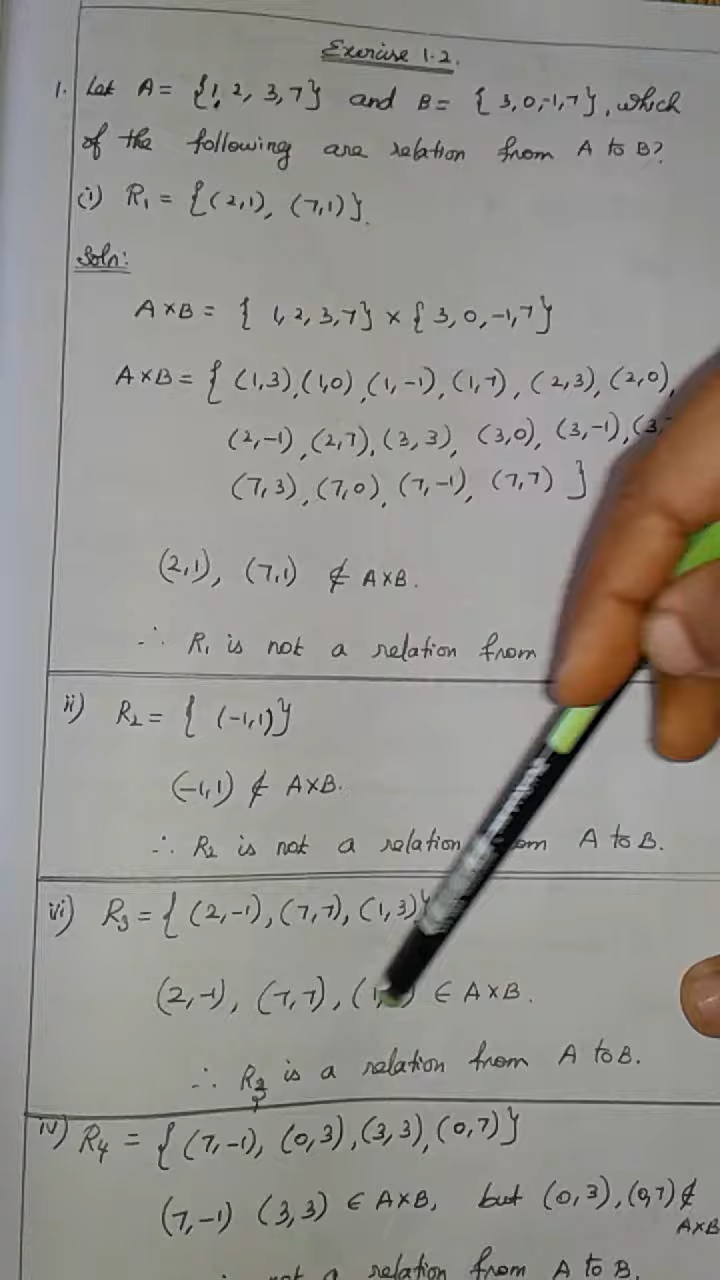 Exercise 1.2.
1. Let A = {1, 2, 3, 7} and B = { 3, 0, -1, 7}, which
of the following are relation from A to B?
(i) R₁ = {(2,1), (7,1)}.
Soln:
A×B = { 1, 2, 3, 7} × { 3, 0, -1, 7}
A×B = { (1,3), (1,0), (1,-1), (1,7), (2,3), (2,0),
(2,-1), (2,7), (3,3), (3,0), (3,-1), (3,
(7,3), (7,0), (7,-1), (7,7) }
(2,1), (7,1) ∉ A×B.
∴ R₁ is not a relation from
ii) R₂ = { (-1,1)}
(-1,1) ∉ A×B.
∴ R₂ is not a relation A to B.
R₃ = { (2,-1), (7,7), (1,3)}
(2,-1), (7,7), ∈ A×B.
∴ R₃ is a relation from A to B.
iv) R₄ = { (7,-1), (0,3), (3,3), (0,7)}
(7,-1) (3,3) ∈ A×B, but (0,3), (0,7) ∉
A×B
not a relation from A to B.